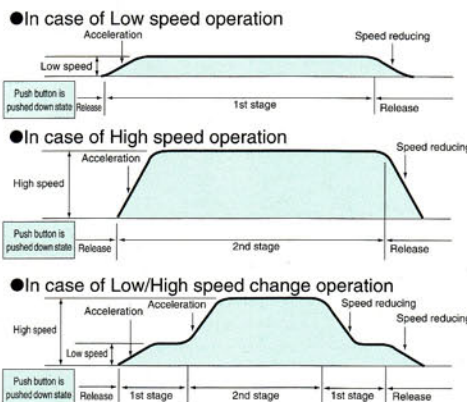 ●In case of Low speed operation
Acceleration
Speed reducing
Low speed
Push button is
pushed down state
Release
1st stage
Release
●In case of High speed operation
Acceleration
Speed reducing
High speed
Push button is
pushed down state
Release
2nd stage
Release
●In case of Low/High speed change operation
Acceleration
Acceleration
Speed reducing
Speed reducing
High speed
Low speed
Push button is
pushed down state
Release
1st stage
2nd stage
1st stage
Release